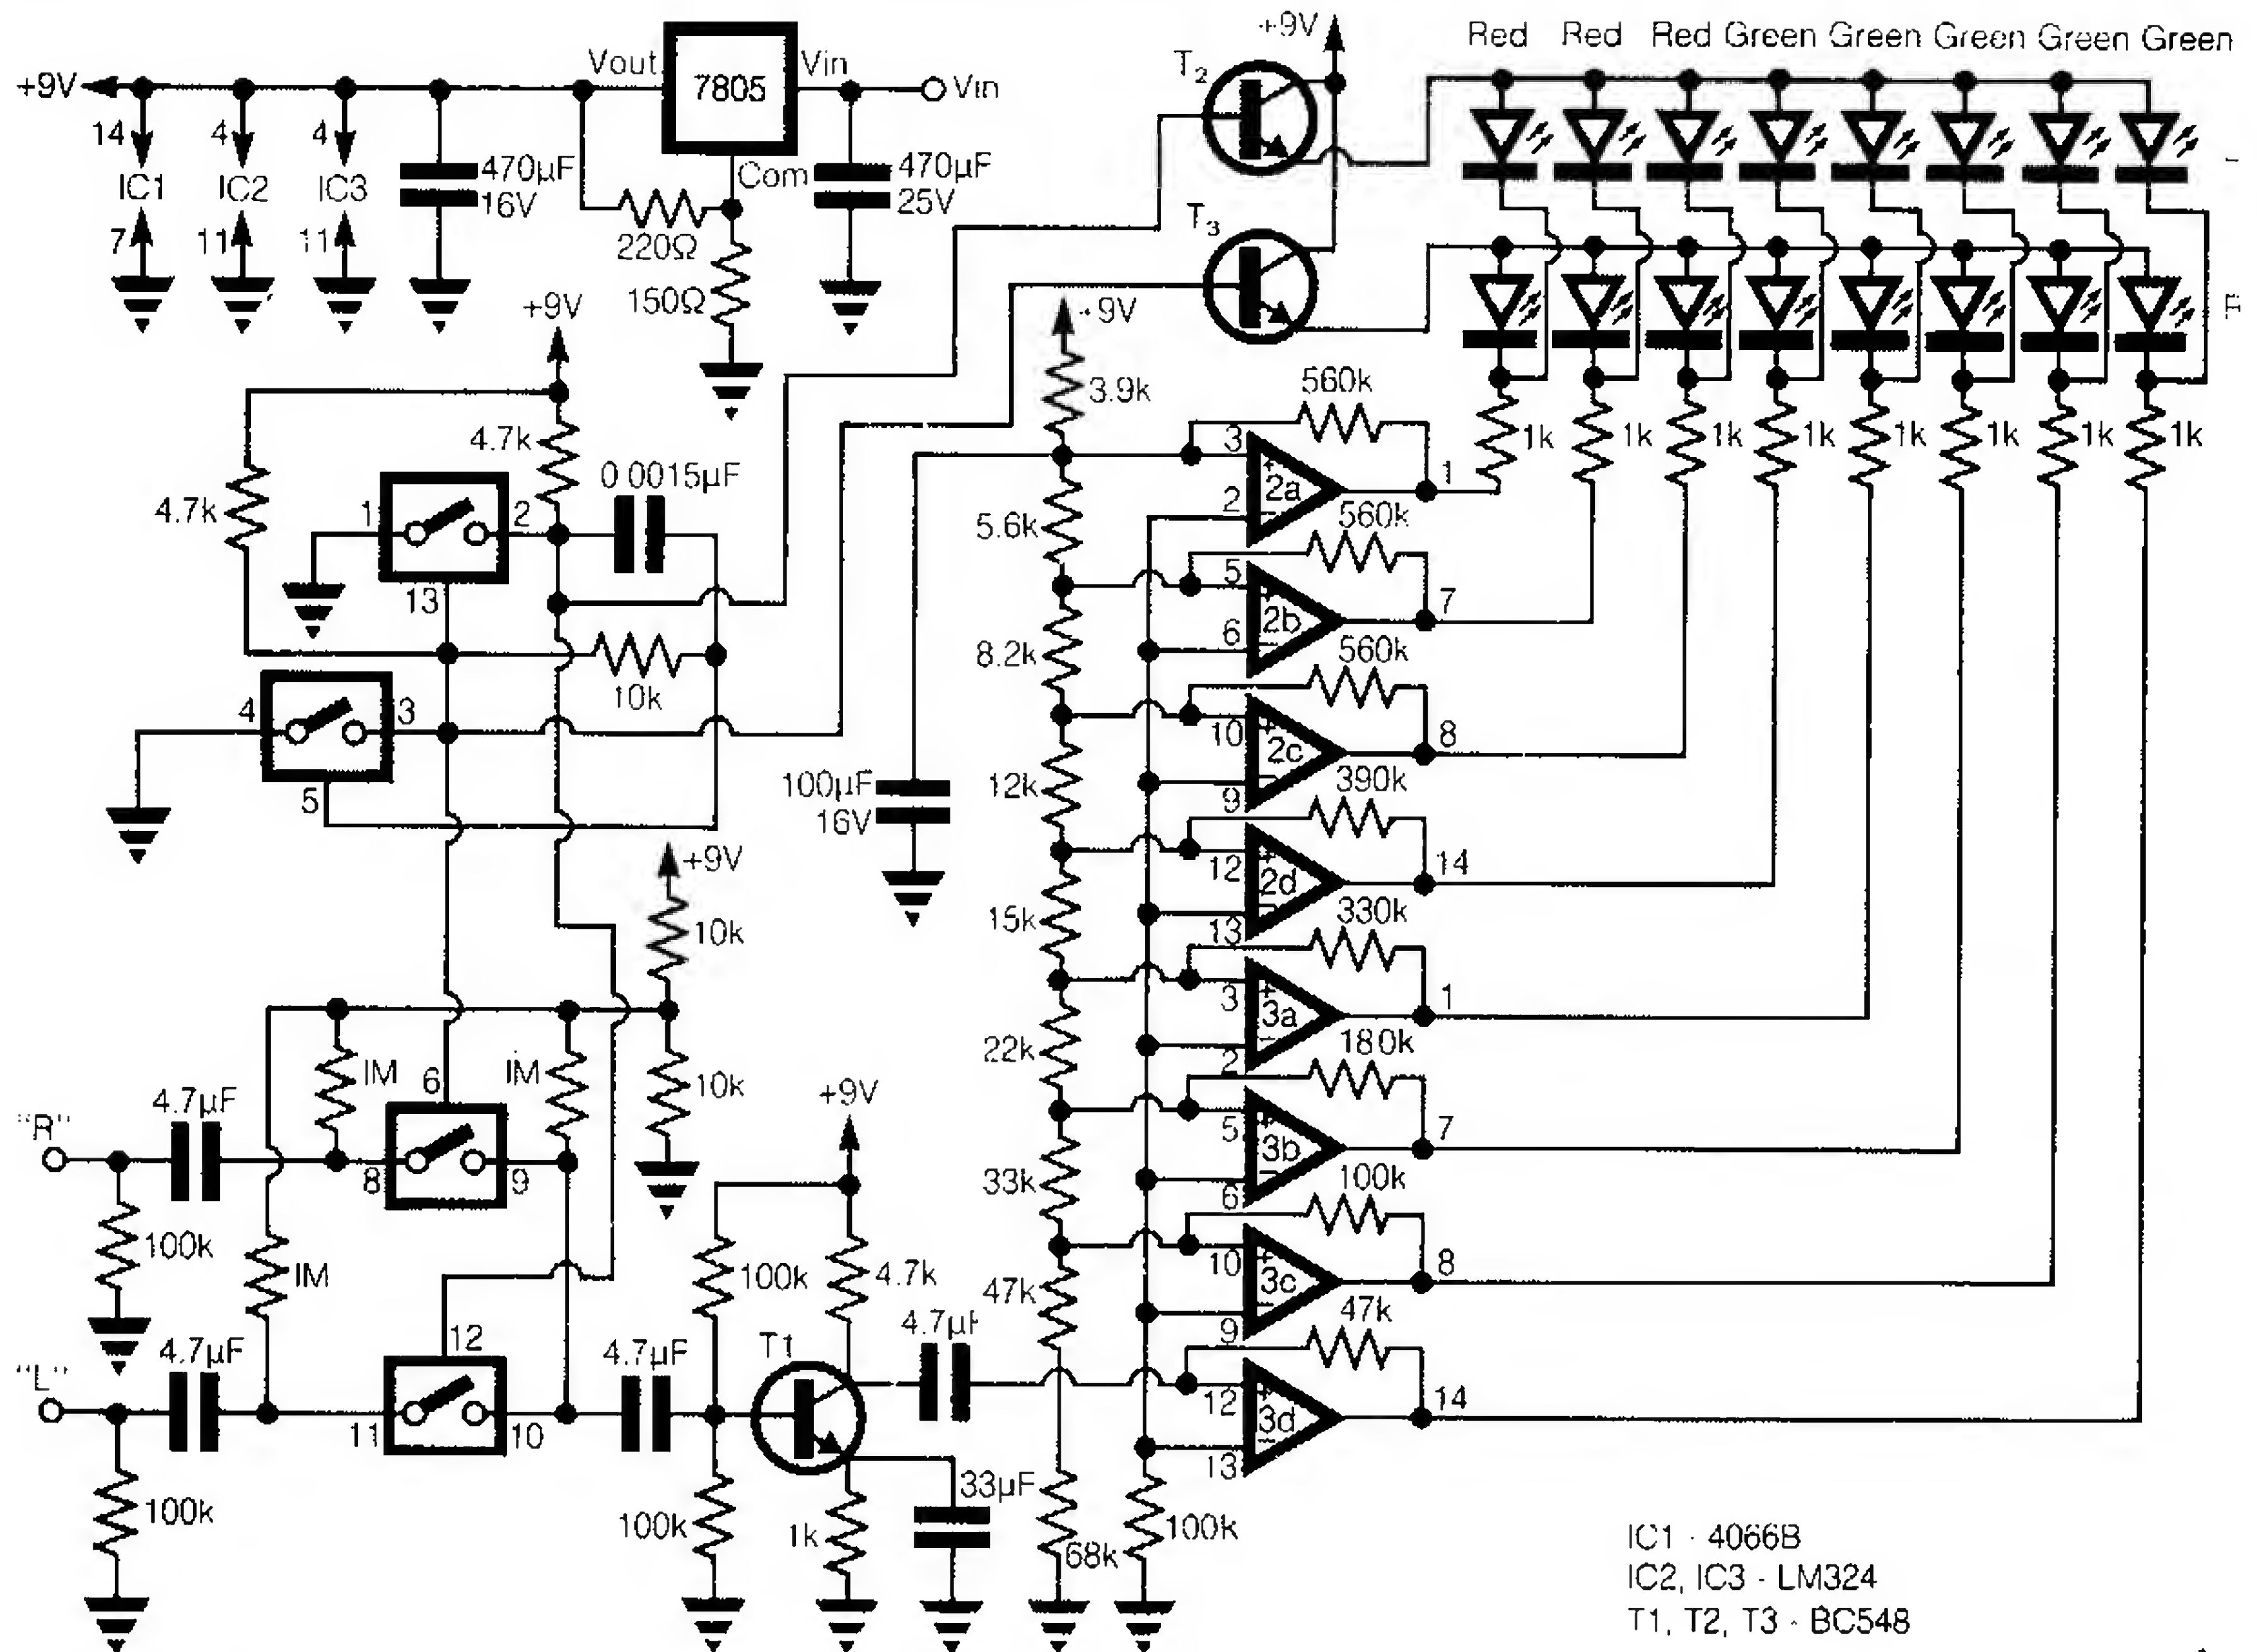 +9V
Vout
7805
Vin
Vin
14
4
4
IC1
IC2
IC3
7
11
11
470µF
16V
Com
470µF
25V
220Ω
150Ω
T2
+9V
T3
Red Red Red Green Green Green Green Green
+9V
4.7k
4.7k
0 0015µF
1
2
13
10k
4
3
5
+9V
3.9k
5.6k
8.2k
12k
15k
22k
33k
47k
68k
100k
100µF
16V
560k
3
2
2a
1
560k
5
6
2b
7
560k
10
9
2c
8
390k
12
13
2d
14
330k
3
2
3a
1
180k
5
6
3b
7
100k
10
9
3c
8
47k
12
13
3d
14
1k 1k 1k 1k 1k 1k 1k 1k
+9V
10k
10k
IM
IM
IM
6
8
9
"R"
4.7µF
100k
"L"
4.7µF
100k
12
11
10
4.7µF
+9V
100k
4.7k
T1
4.7µF
100k
1k
33µF
IC1 - 4066B
IC2, IC3 - LM324
T1, T2, T3 - BC548